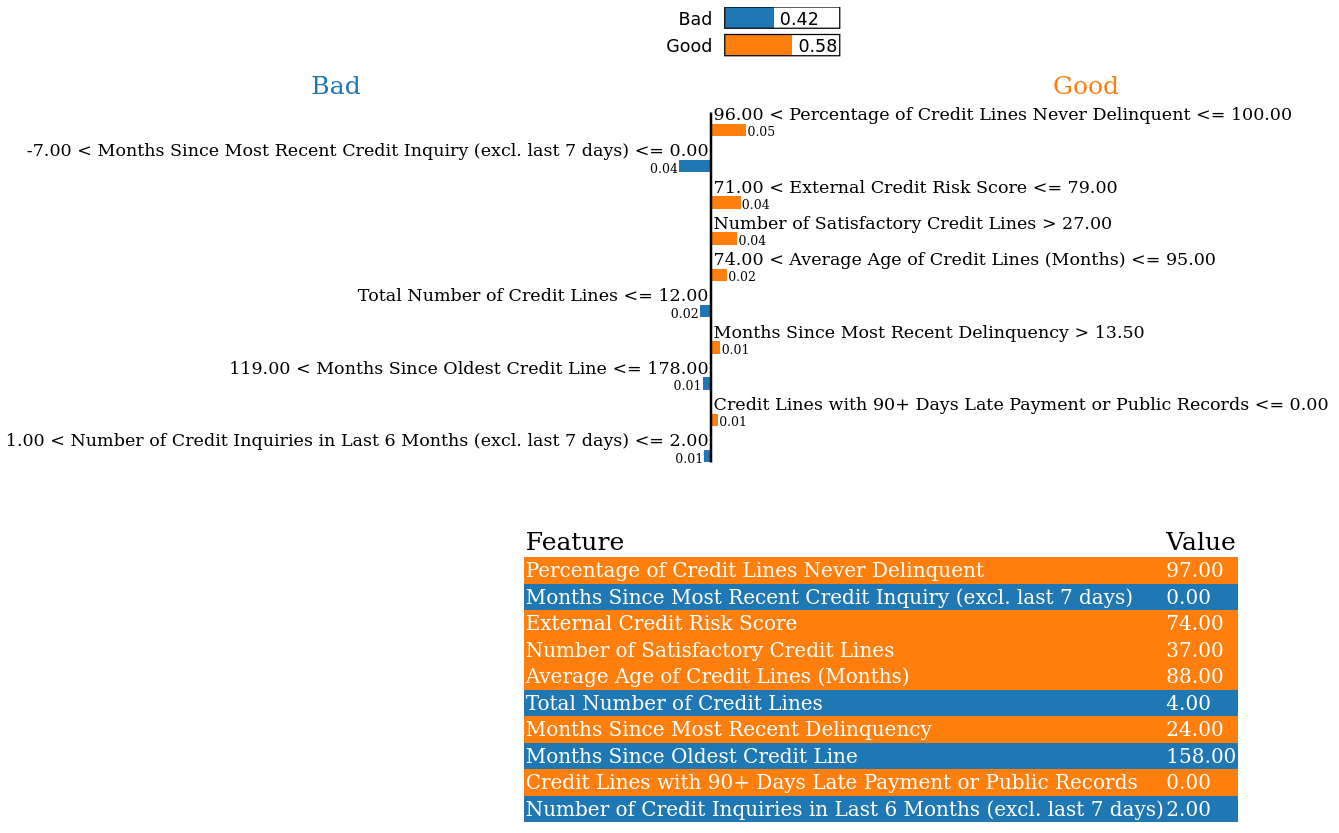 Bad 0.42
Good 0.58
Bad Good
96.00 < Percentage of Credit Lines Never Delinquent <= 100.00
0.05
-7.00 < Months Since Most Recent Credit Inquiry (excl. last 7 days) <= 0.00
0.04
71.00 < External Credit Risk Score <= 79.00
0.04
Number of Satisfactory Credit Lines > 27.00
0.04
74.00 < Average Age of Credit Lines (Months) <= 95.00
0.02
Total Number of Credit Lines <= 12.00
0.02
Months Since Most Recent Delinquency > 13.50
0.01
119.00 < Months Since Oldest Credit Line <= 178.00
0.01
Credit Lines with 90+ Days Late Payment or Public Records <= 0.00
0.01
1.00 < Number of Credit Inquiries in Last 6 Months (excl. last 7 days) <= 2.00
0.01
Feature Value
Percentage of Credit Lines Never Delinquent 97.00
Months Since Most Recent Credit Inquiry (excl. last 7 days) 0.00
External Credit Risk Score 74.00
Number of Satisfactory Credit Lines 37.00
Average Age of Credit Lines (Months) 88.00
Total Number of Credit Lines 4.00
Months Since Most Recent Delinquency 24.00
Months Since Oldest Credit Line 158.00
Credit Lines with 90+ Days Late Payment or Public Records 0.00
Number of Credit Inquiries in Last 6 Months (excl. last 7 days) 2.00